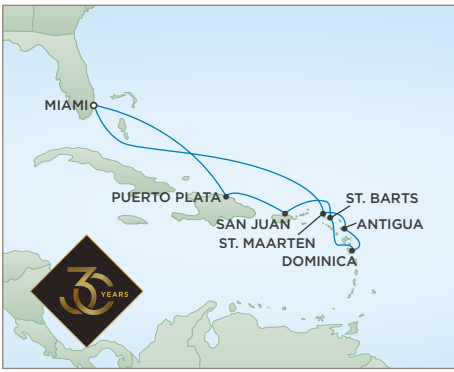 MIAMI
PUERTO PLATA
ST. BARTS
SAN JUAN
ANTIGUA
ST. MAARTEN
DOMINICA
30
YEARS